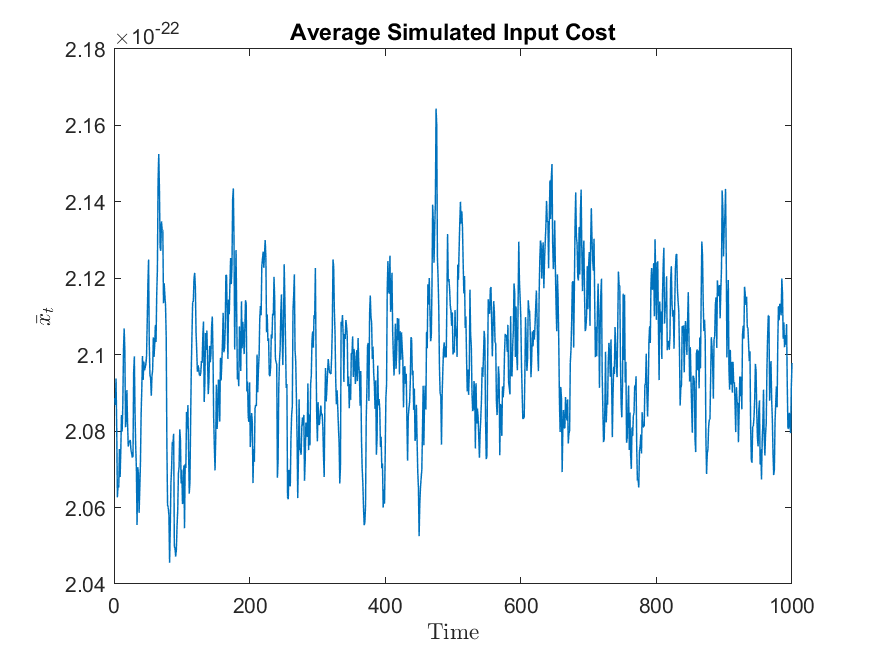 Average Simulated Input Cost
×10⁻²²
2.18
2.16
2.14
2.12
2.1
2.08
2.06
2.04
x̄ₜ
0 200 400 600 800 1000
Time